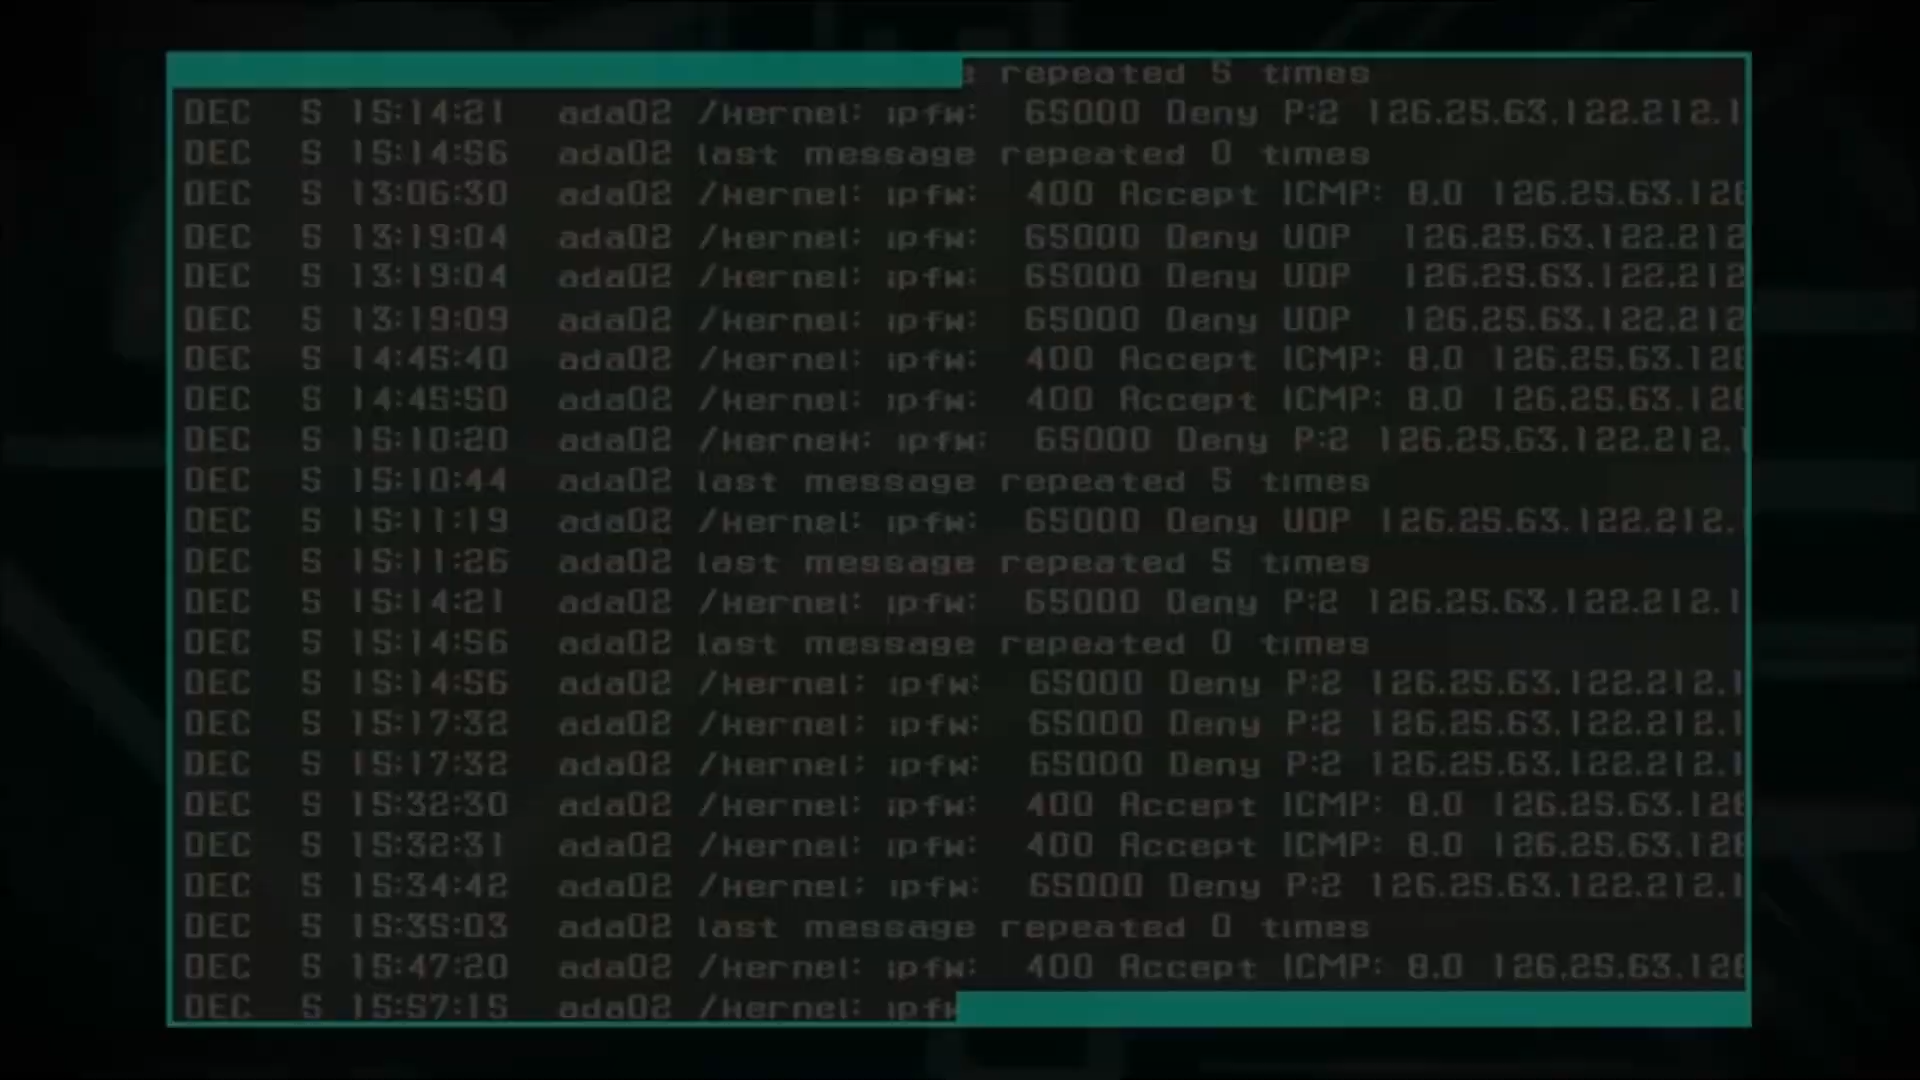 repeated 5 times
DEC 5 15:14:21 ada02 /kernel: ipfw: 65000 Deny P:2 126.25.63.122.212.1
DEC 5 15:14:56 ada02 last message repeated 0 times
DEC 5 13:06:30 ada02 /kernel: ipfw: 400 Accept ICMP: 8.0 126.25.63.126
DEC 5 13:19:04 ada02 /kernel: ipfw: 65000 Deny UDP 126.25.63.122.212
DEC 5 13:19:04 ada02 /kernel: ipfw: 65000 Deny UDP 126.25.63.122.212
DEC 5 13:19:09 ada02 /kernel: ipfw: 65000 Deny UDP 126.25.63.122.212
DEC 5 14:45:40 ada02 /kernel: ipfw: 400 Accept ICMP: 8.0 126.25.63.126
DEC 5 14:45:50 ada02 /kernel: ipfw: 400 Accept ICMP: 8.0 126.25.63.126
DEC 5 15:10:20 ada02 /kernek: ipfw: 65000 Deny P:2 126.25.63.122.212.1
DEC 5 15:10:44 ada02 last message repeated 5 times
DEC 5 15:11:19 ada02 /kernel: ipfw: 65000 Deny UDP 126.25.63.122.212.
DEC 5 15:11:26 ada02 last message repeated 5 times
DEC 5 15:14:21 ada02 /kernel: ipfw: 65000 Deny P:2 126.25.63.122.212.1
DEC 5 15:14:56 ada02 last message repeated 0 times
DEC 5 15:14:56 ada02 /kernel: ipfw: 65000 Deny P:2 126.25.63.122.212.1
DEC 5 15:17:32 ada02 /kernel: ipfw: 65000 Deny P:2 126.25.63.122.212.1
DEC 5 15:17:32 ada02 /kernel: ipfw: 65000 Deny P:2 126.25.63.122.212.1
DEC 5 15:32:30 ada02 /kernel: ipfw: 400 Accept ICMP: 8.0 126.25.63.126
DEC 5 15:32:31 ada02 /kernel: ipfw: 400 Accept ICMP: 8.0 126.25.63.126
DEC 5 15:34:42 ada02 /kernel: ipfw: 65000 Deny P:2 126.25.63.122.212.1
DEC 5 15:35:03 ada02 last message repeated 0 times
DEC 5 15:47:20 ada02 /kernel: ipfw: 400 Accept ICMP: 8.0 126.25.63.126
DEC 5 15:57:15 ada02 /kernel: ipfw